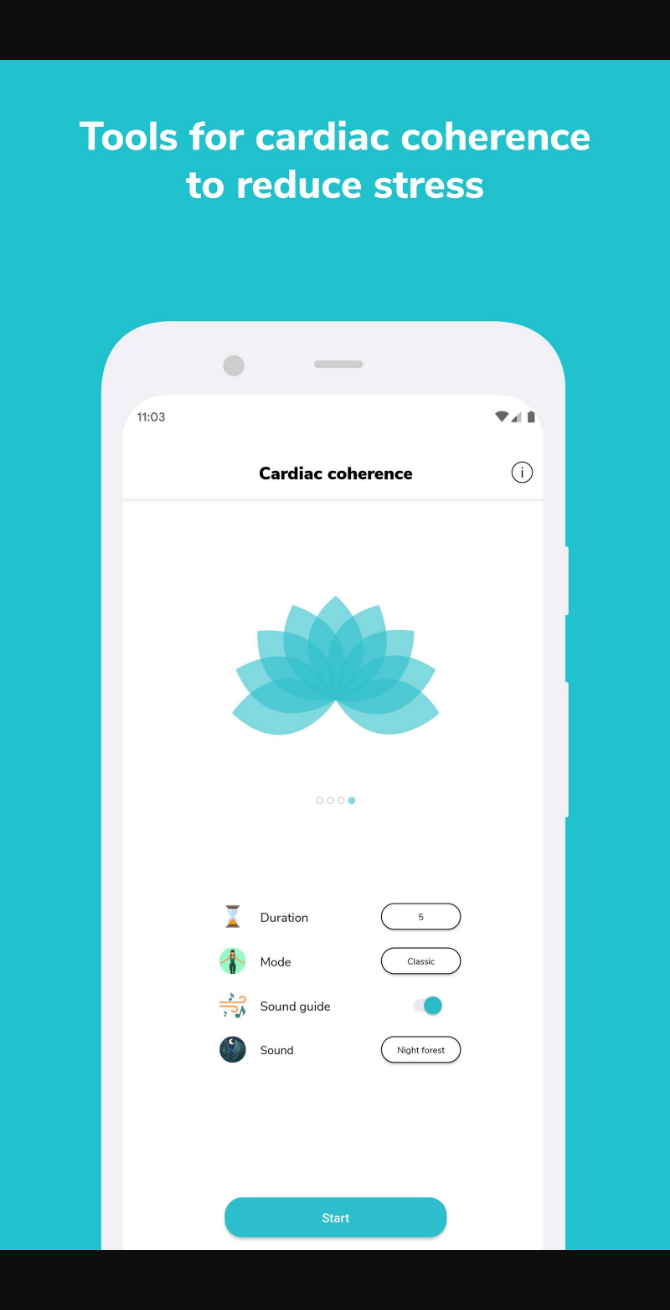 Tools for cardiac coherence
to reduce stress
11:03
Cardiac coherence
i
Duration
5
Mode
Classic
Sound guide
Sound
Night forest
Start